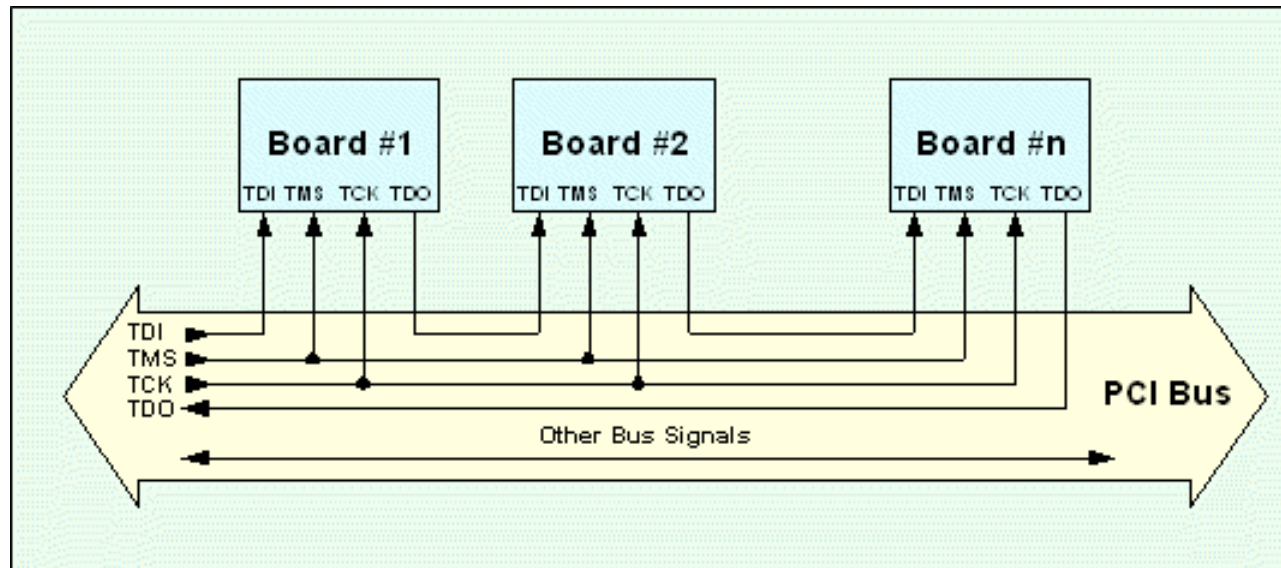 Board #1 Board #2 Board #n
TDI TMS TCK TDO TDI TMS TCK TDO TDI TMS TCK TDO
TDI
TMS
TCK
TDO
PCI Bus
Other Bus Signals